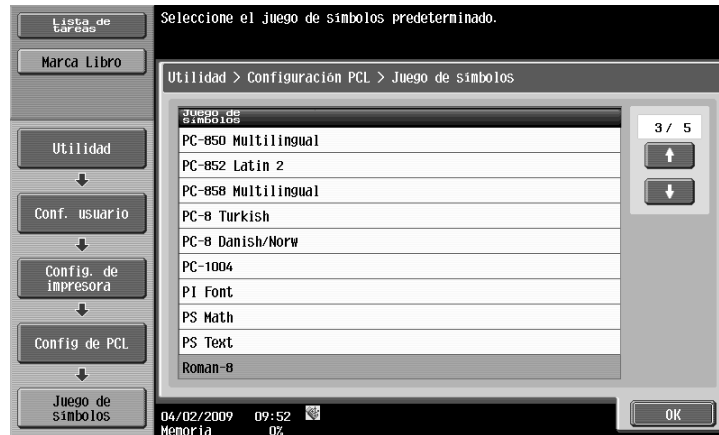 Lista de
tareas
Marca Libro
Utilidad
Conf. usuario
Config. de
impresora
Config de PCL
Juego de
símbolos
Seleccione el juego de símbolos predeterminado.
Utilidad > Configuración PCL > Juego de símbolos
Juego de
símbolos
PC-850 Multilingual
PC-852 Latin 2
PC-858 Multilingual
PC-8 Turkish
PC-8 Danish/Norw
PC-1004
PI Font
PS Math
PS Text
Roman-8
3/ 5
04/02/2009 09:52
Memoria 0%
OK